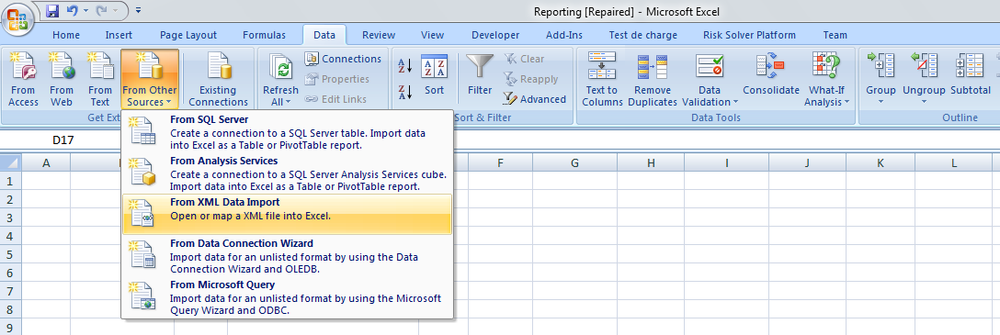 Reporting [Repaired] - Microsoft Excel
Home Insert Page Layout Formulas Data Review View Developer Add-Ins Test de charge Risk Solver Platform Team
From Access
From Web
From Text
From Other Sources
Existing Connections
Refresh All
Connections
Properties
Edit Links
Sort
Filter
Clear
Reapply
Advanced
Text to Columns
Remove Duplicates
Data Validation
Consolidate
What-If Analysis
Group
Ungroup
Subtotal
Get Ext
Sort & Filter
Data Tools
Outline
D17
A F G H I J K L
From SQL Server
Create a connection to a SQL Server table. Import data
into Excel as a Table or PivotTable report.
From Analysis Services
Create a connection to a SQL Server Analysis Services cube.
Import data into Excel as a Table or PivotTable report.
From XML Data Import
Open or map a XML file into Excel.
From Data Connection Wizard
Import data for an unlisted format by using the Data
Connection Wizard and OLEDB.
From Microsoft Query
Import data for an unlisted format by using the Microsoft
Query Wizard and ODBC.
1
2
3
4
5
6
7
8
9